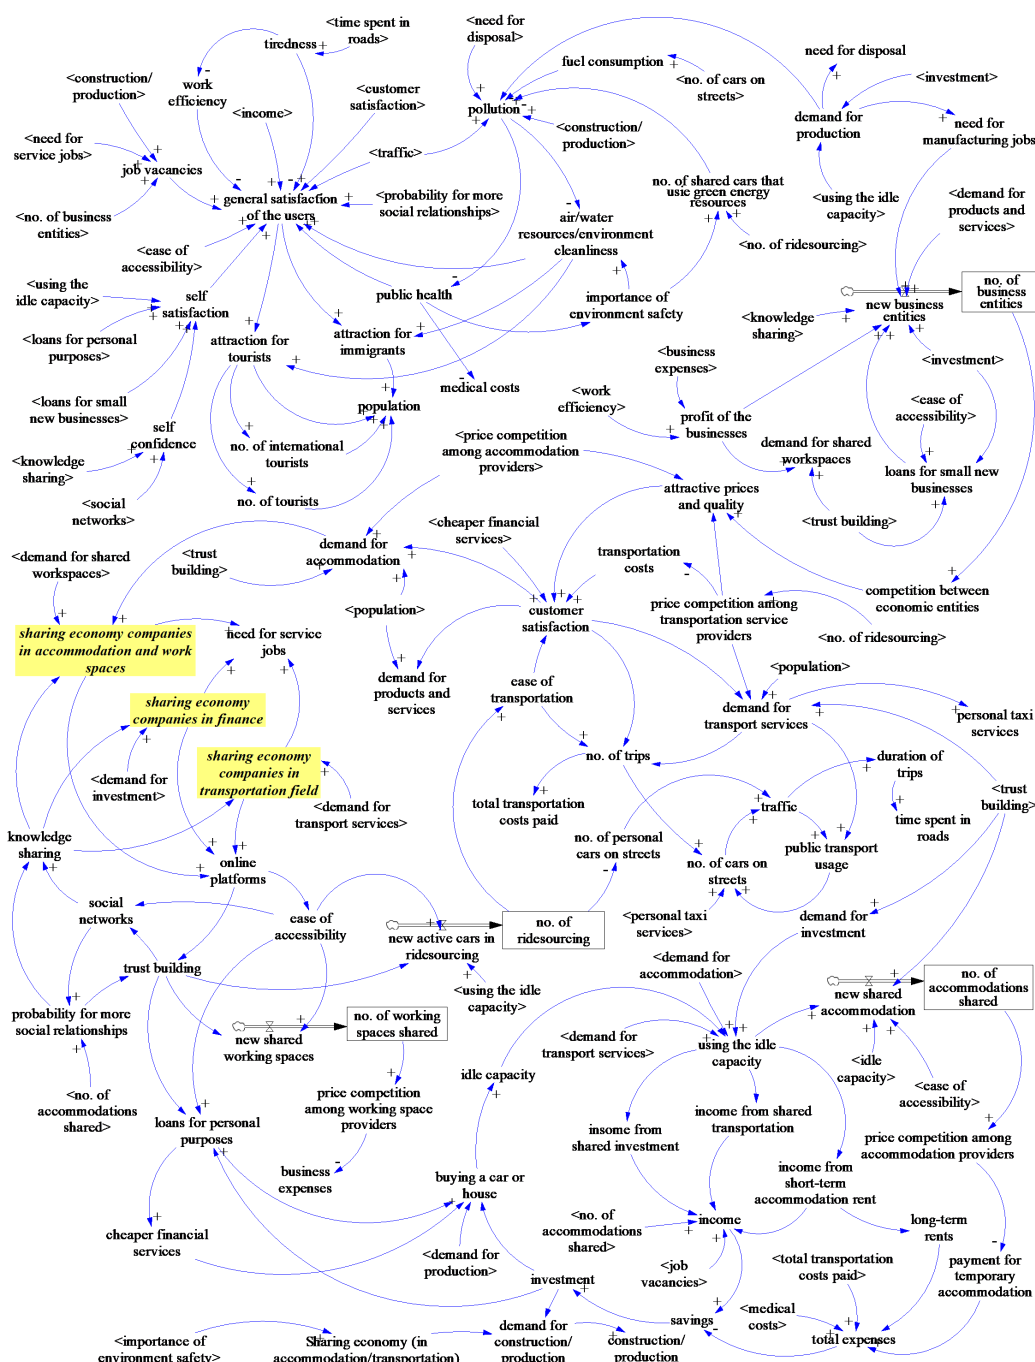 <time spent in
roads>
tiredness
<need for
disposal>
need for disposal
fuel consumption
<no. of cars on
streets>
<investment>
<construction/
production>
work
efficiency
<income>
<customer
satisfaction>
pollution
<construction/
production>
demand for
production
need for
manufacturing jobs
<need for
service jobs>
job vacancies
<traffic>
no. of shared cars that
usie green energy
resources
<using the idle
capacity>
<demand for
products and
services>
<no. of business
entities>
general satisfaction
of the users
<probability for more
social relationships>
air/water
resources/environment
cleanliness
<no. of ridesourcing>
<ease of
accessibility>
<using the
idle capacity>
self
satisfaction
public health
importance of
environment safety
no. of
business
entities
new business
entities
<knowledge
sharing>
<loans for personal
purposes>
attraction for
tourists
attraction for
immigrants
<business
expenses>
<investment>
medical costs
<loans for small
new businesses>
<work
efficiency>
profit of the
businesses
<ease of
accessibility>
self
confidence
population
<price competition
among accommodation
providers>
demand for shared
workspaces
<knowledge
sharing>
no. of international
tourists
loans for small new
businesses
<social
networks>
no. of tourists
attractive prices
and quality
<trust building>
<demand for shared
workspaces>
<trust
building>
demand for
accommodation
<cheaper financial
services>
transportation
costs
competition between
economic entities
<population>
customer
satisfaction
price competition among
transportation service
providers
<no. of ridesourcing>
sharing economy companies
in accommodation and work
spaces
need for service
jobs
<population>
sharing economy
companies in finance
demand for
products and
services
ease of
transportation
demand for
transport services
personal taxi
services
sharing economy
companies in
transportation field
no. of trips
duration of
trips
<demand for
investment>
<demand for
transport services>
total transportation
costs paid
traffic
<trust
building>
time spent in
roads
knowledge
sharing
online
platforms
no. of personal
cars on streets
no. of cars on
streets
public transport
usage
social
networks
ease of
accessibility
no. of
ridesourcing
new active cars in
ridesourcing
<personal taxi
services>
demand for
investment
trust building
<demand for
accommodation>
<using the idle
capacity>
no. of
accommodations
shared
new shared
accommodation
probability for more
social relationships
no. of working
spaces shared
new shared
working spaces
<demand for
transport services>
using the idle
capacity
<idle
capacity>
idle capacity
<no. of
accommodations
shared>
price competition
among working space
providers
<ease of
accessibility>
loans for personal
purposes
insome from
shared investment
income from shared
transportation
price competition among
accommodation providers
business
expenses
buying a car or
house
income from
short-term
accommodation rent
cheaper financial
services
<no. of
accommodations
shared>
income
long-term
rents
<demand for
production>
<job
vacancies>
<total transportation
costs paid>
payment for
temporary
accommodation
investment
savings
<medical
costs>
total expenses
<importance of
environment safety>
Sharing economy (in
accommodation/transportation)
demand for
construction/
production
construction/
production